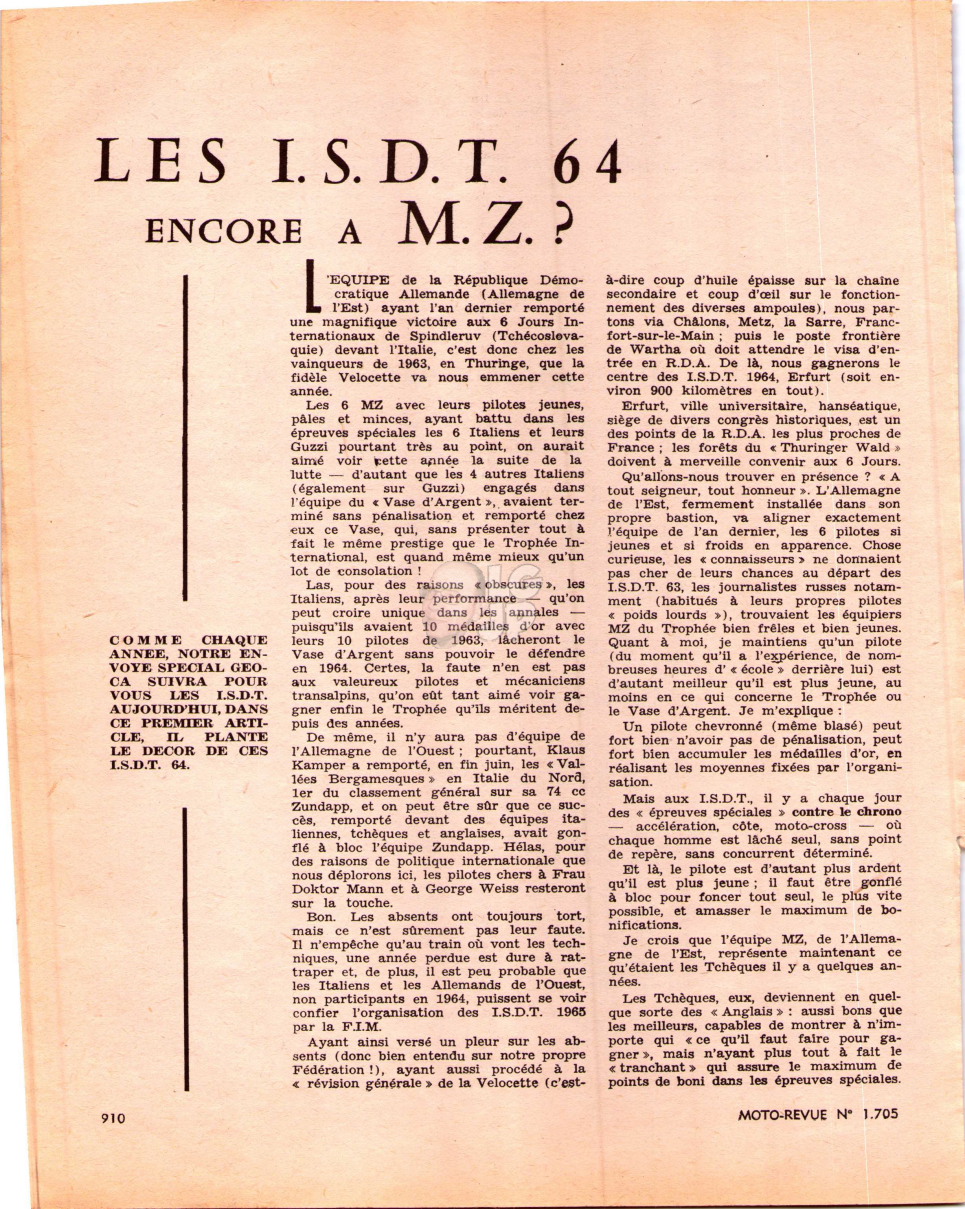 LES I.S.D.T. 64
ENCORE A M.Z. ?
COMME CHAQUE
ANNEE, NOTRE EN-
VOYE SPECIAL GEO-
CA SUIVRA POUR
VOUS LES I.S.D.T.
AUJOURD'HUI, DANS
CE PREMIER ARTI-
CLE, IL PLANTE
LE DECOR DE CES
I.S.D.T. 64.
L'EQUIPE de la République Démo-
cratique Allemande (Allemagne de
l'Est) ayant l'an dernier remporté
une magnifique victoire aux 6 Jours In-
ternationaux de Spindleruv (Tchécosleva-
quie) devant l'Italie, c'est donc chez les
vainqueurs de 1963, en Thuringe, que la
fidèle Velocette va nous emmener cette
année.
Les 6 MZ avec leurs pilotes jeunes,
pâles et minces, ayant battu dans les
épreuves spéciales les 6 Italiens et leurs
Guzzi pourtant très au point, on aurait
aimé voir cette année la suite de la
lutte — d'autant que les 4 autres Italiens
(également sur Guzzi) engagés dans
l'équipe du « Vase d'Argent », avaient ter-
miné sans pénalisation et remporté chez
eux ce Vase, qui, sans présenter tout à
fait le même prestige que le Trophée In-
ternational, est quand même mieux qu'un
lot de consolation !
Las, pour des raisons « obscures », les
Italiens, après leur performance — qu'on
peut croire unique dans les annales —
puisqu'ils avaient 10 médailles d'or avec
leurs 10 pilotes de 1963, lâcheront le
Vase d'Argent sans pouvoir le défendre
en 1964. Certes, la faute n'en est pas
aux valeureux pilotes et mécaniciens
transalpins, qu'on eût tant aimé voir ga-
gner enfin le Trophée qu'ils méritent de-
puis des années.
De même, il n'y aura pas d'équipe de
l'Allemagne de l'Ouest ; pourtant, Klaus
Kamper a remporté, en fin juin, les « Val-
lées Bergamesques » en Italie du Nord,
1er du classement général sur sa 74 cc
Zundapp, et on peut être sûr que ce suc-
cès, remporté devant des équipes ita-
liennes, tchèques et anglaises, avait gon-
flé à bloc l'équipe Zundapp. Hélas, pour
des raisons de politique internationale que
nous déplorons ici, les pilotes chers à Frau
Doktor Mann et à George Weiss resteront
sur la touche.
Bon. Les absents ont toujours tort,
mais ce n'est sûrement pas leur faute.
Il n'empêche qu'au train où vont les tech-
niques, une année perdue est dure à rat-
traper et, de plus, il est peu probable que
les Italiens et les Allemands de l'Ouest,
non participants en 1964, puissent se voir
confier l'organisation des I.S.D.T. 1965
par la F.I.M.
Ayant ainsi versé un pleur sur les ab-
sents (donc bien entendu sur notre propre
Fédération !), ayant aussi procédé à la
« révision générale » de la Velocette (c'est-
à-dire coup d'huile épaisse sur la chaîne
secondaire et coup d'œil sur le fonction-
nement des diverses ampoules), nous par-
tons via Châlons, Metz, la Sarre, Franc-
fort-sur-le-Main ; puis le poste frontière
de Wartha où doit attendre le visa d'en-
trée en R.D.A. De là, nous gagnerons le
centre des I.S.D.T. 1964, Erfurt (soit en-
viron 900 kilomètres en tout).
Erfurt, ville universitaire, hanséatique,
siège de divers congrès historiques, est un
des points de la R.D.A. les plus proches de
France ; les forêts du « Thuringer Wald »
doivent à merveille convenir aux 6 Jours.
Qu'allons-nous trouver en présence ? « A
tout seigneur, tout honneur ». L'Allemagne
de l'Est, fermement installée dans son
propre bastion, va aligner exactement
l'équipe de l'an dernier, les 6 pilotes si
jeunes et si froids en apparence. Chose
curieuse, les « connaisseurs » ne donnaient
pas cher de leurs chances au départ des
I.S.D.T. 63, les journalistes russes notam-
ment (habitués à leurs propres pilotes
« poids lourds »), trouvaient les équipiers
MZ du Trophée bien frêles et bien jeunes.
Quant à moi, je maintiens qu'un pilote
(du moment qu'il a l'expérience, de nom-
breuses heures d' « école » derrière lui) est
d'autant meilleur qu'il est plus jeune, au
moins en ce qui concerne le Trophée ou
le Vase d'Argent. Je m'explique :
Un pilote chevronné (même blasé) peut
fort bien n'avoir pas de pénalisation, peut
fort bien accumuler les médailles d'or, en
réalisant les moyennes fixées par l'organi-
sation.
Mais aux I.S.D.T., il y a chaque jour
des « épreuves spéciales » contre le chrono
— accélération, côte, moto-cross — où
chaque homme est lâché seul, sans point
de repère, sans concurrent déterminé.
Et là, le pilote est d'autant plus ardent
qu'il est plus jeune ; il faut être gonflé
à bloc pour foncer tout seul, le plus vite
possible, et amasser le maximum de bo-
nifications.
Je crois que l'équipe MZ, de l'Allema-
gne de l'Est, représente maintenant ce
qu'étaient les Tchèques il y a quelques an-
nées.
Les Tchèques, eux, deviennent en quel-
que sorte des « Anglais » : aussi bons que
les meilleurs, capables de montrer à n'im-
porte qui « ce qu'il faut faire pour ga-
gner », mais n'ayant plus tout à fait le
« tranchant » qui assure le maximum de
points de boni dans les épreuves spéciales.
910
MOTO-REVUE N° 1.705